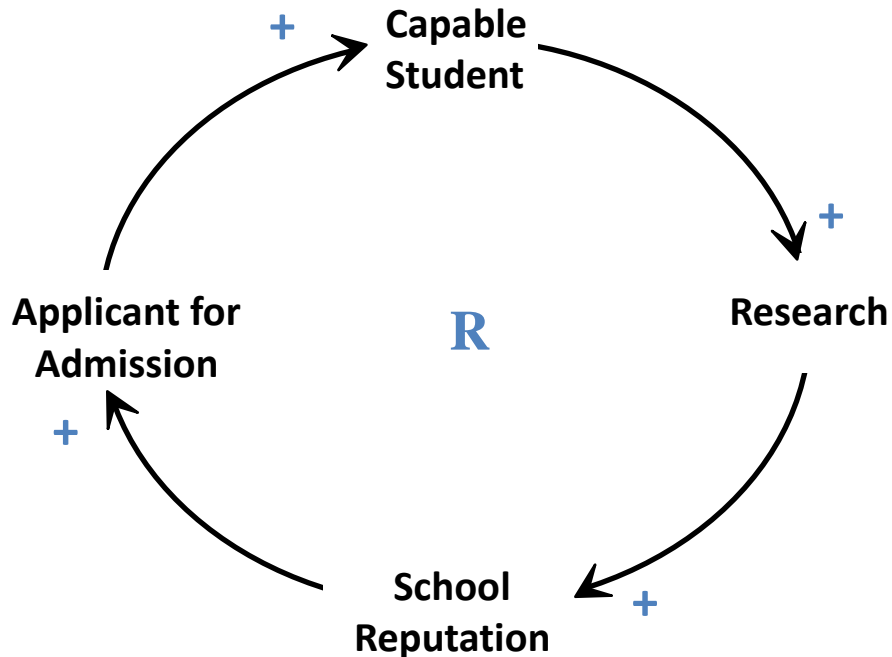 +
Capable
Student
+
Applicant for
Admission
R
Research
+
School
Reputation
+